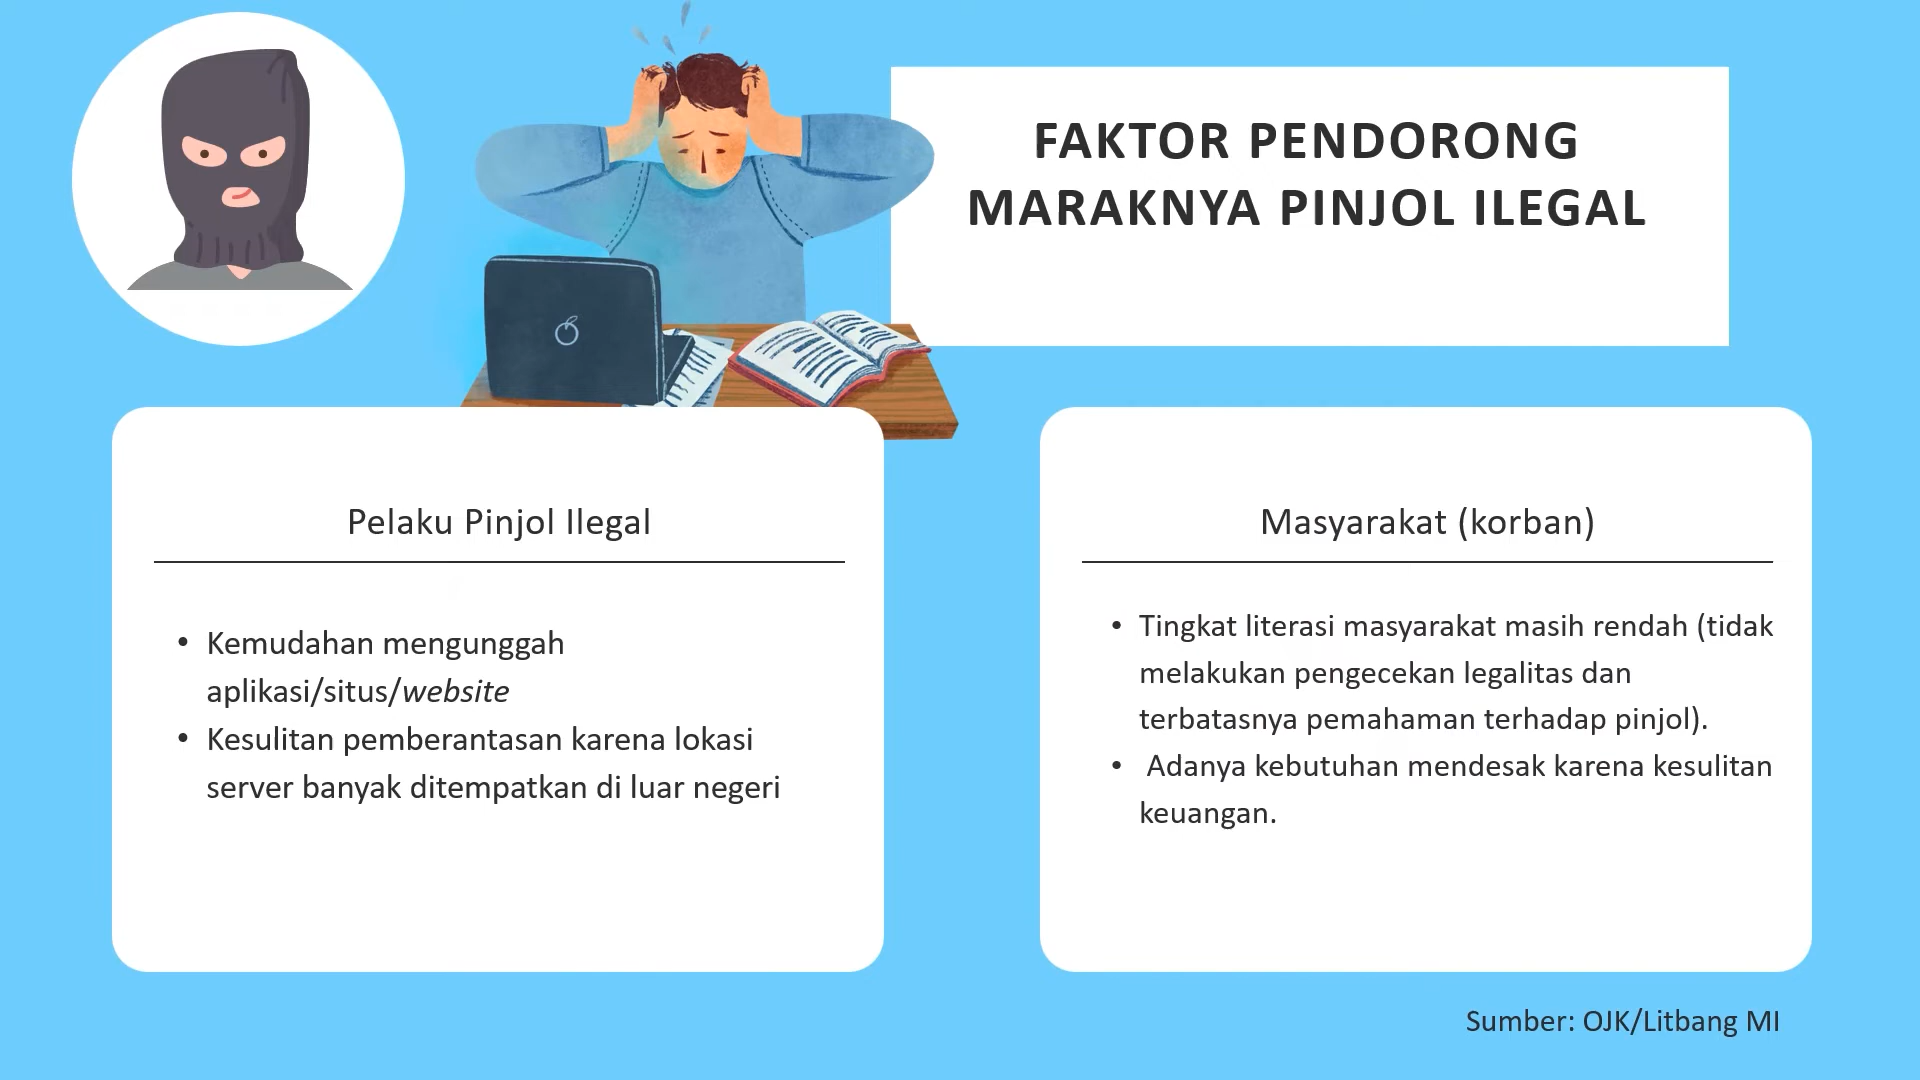 FAKTOR PENDORONG
MARAKNYA PINJOL ILEGAL
Pelaku Pinjol Ilegal
• Kemudahan mengunggah
aplikasi/situs/website
• Kesulitan pemberantasan karena lokasi
server banyak ditempatkan di luar negeri
Masyarakat (korban)
• Tingkat literasi masyarakat masih rendah (tidak
melakukan pengecekan legalitas dan
terbatasnya pemahaman terhadap pinjol).
• Adanya kebutuhan mendesak karena kesulitan
keuangan.
Sumber: OJK/Litbang MI